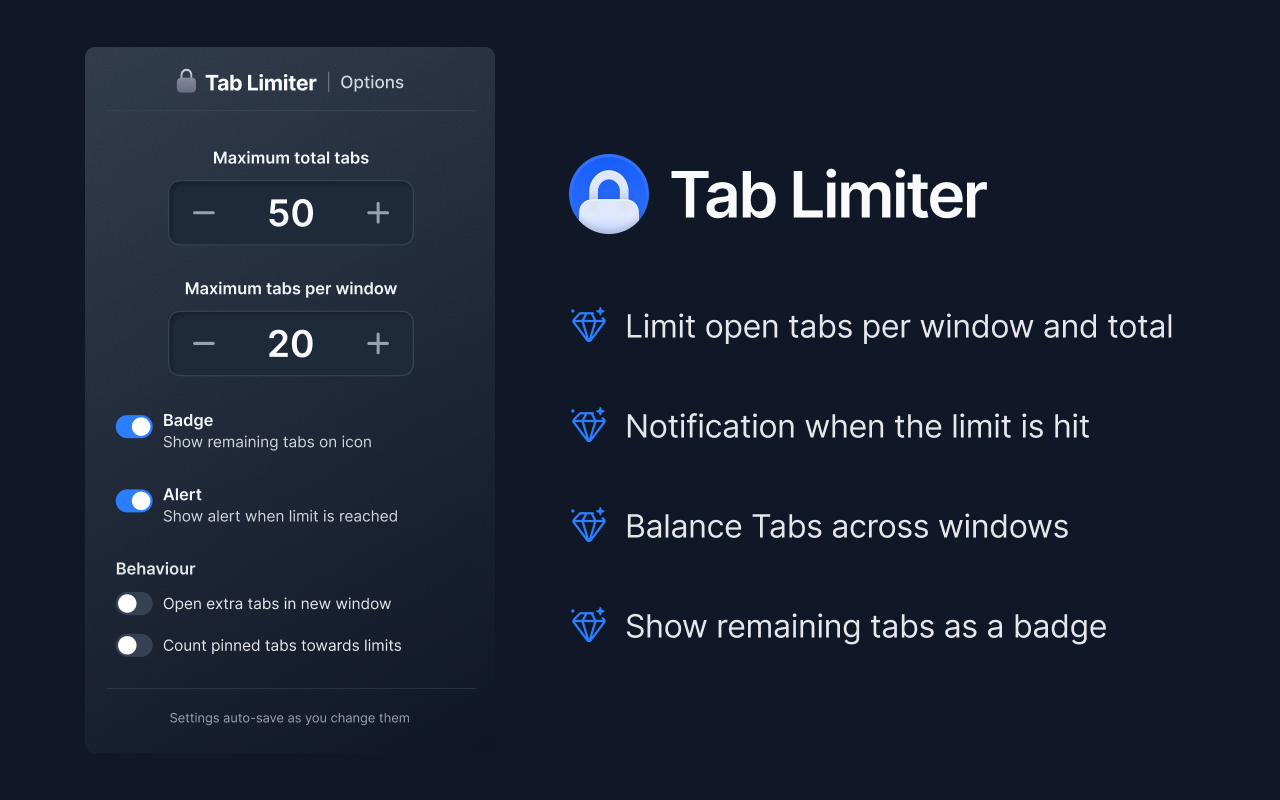 Tab Limiter | Options
Maximum total tabs
50
Maximum tabs per window
20
Badge
Show remaining tabs on icon
Alert
Show alert when limit is reached
Behaviour
Open extra tabs in new window
Count pinned tabs towards limits
Settings auto-save as you change them
Tab Limiter
Limit open tabs per window and total
Notification when the limit is hit
Balance Tabs across windows
Show remaining tabs as a badge